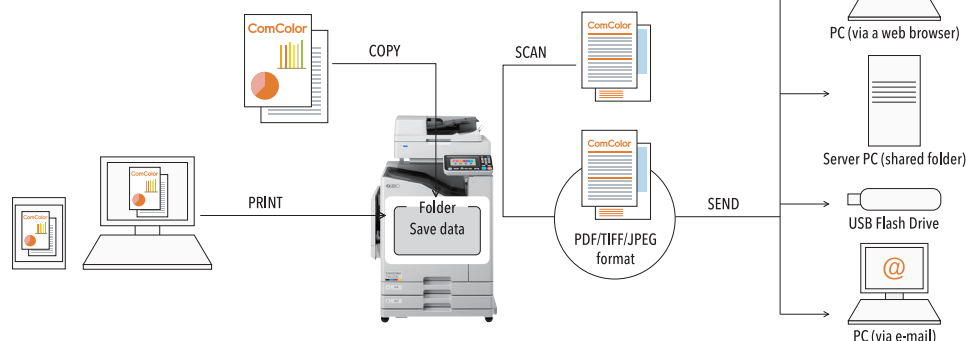 ComColor
COPY
SCAN
ComColor
PC (via a web browser)
Server PC (shared folder)
ComColor
ComColor
ComColor
PRINT
Folder
Save data
PDF/TIFF/JPEG
format
SEND
USB Flash Drive
@
PC (via e-mail)